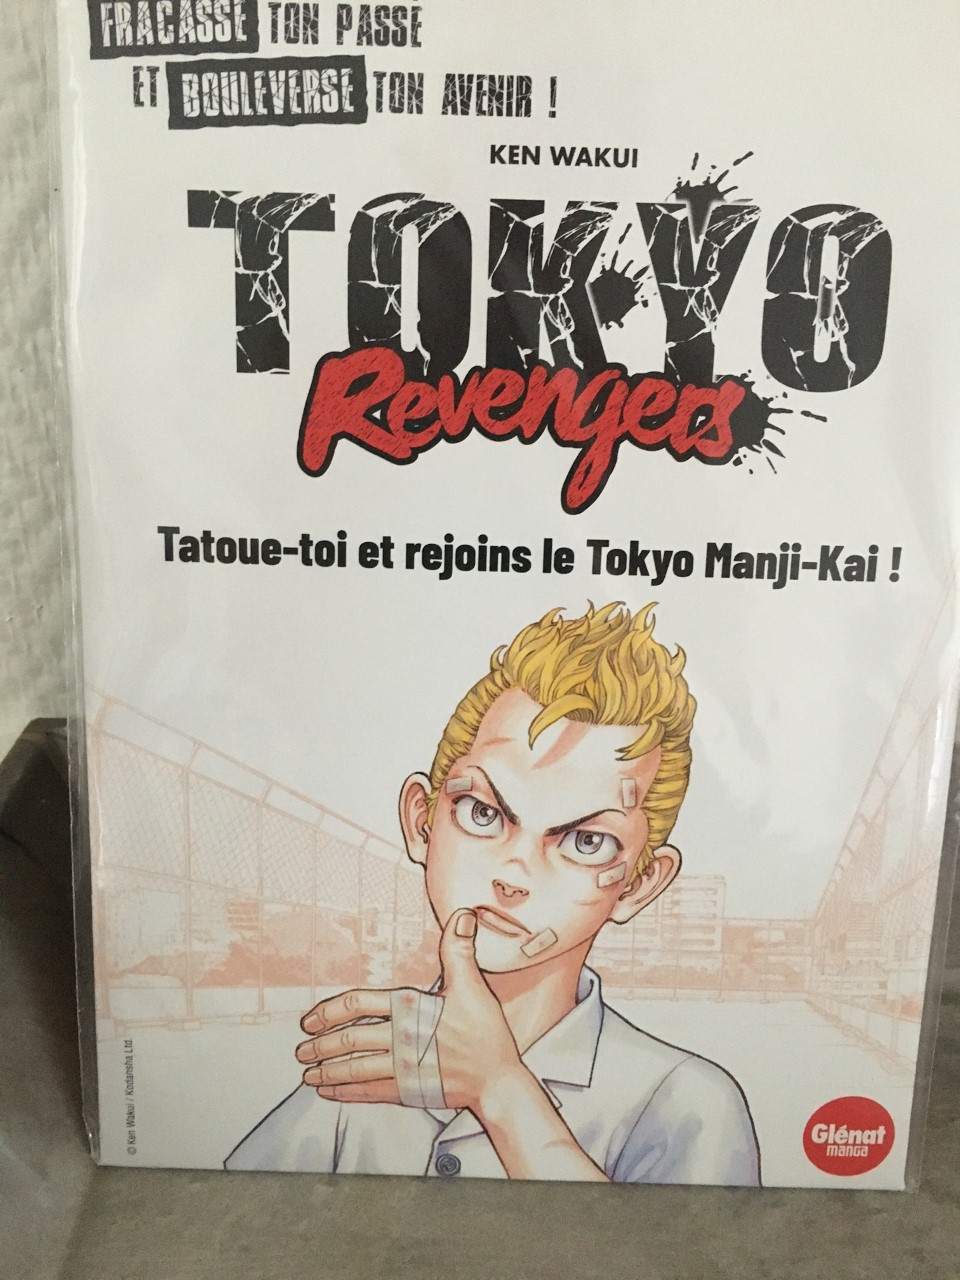 FRACASSE TON PASSÉ
ET BOULEVERSE TON AVENIR !
KEN WAKUI
TOKYO
Revengers
Tatoue-toi et rejoins le Tokyo Manji-Kai !
© Ken Wakui / Kodansha Ltd.
Glénat
manga